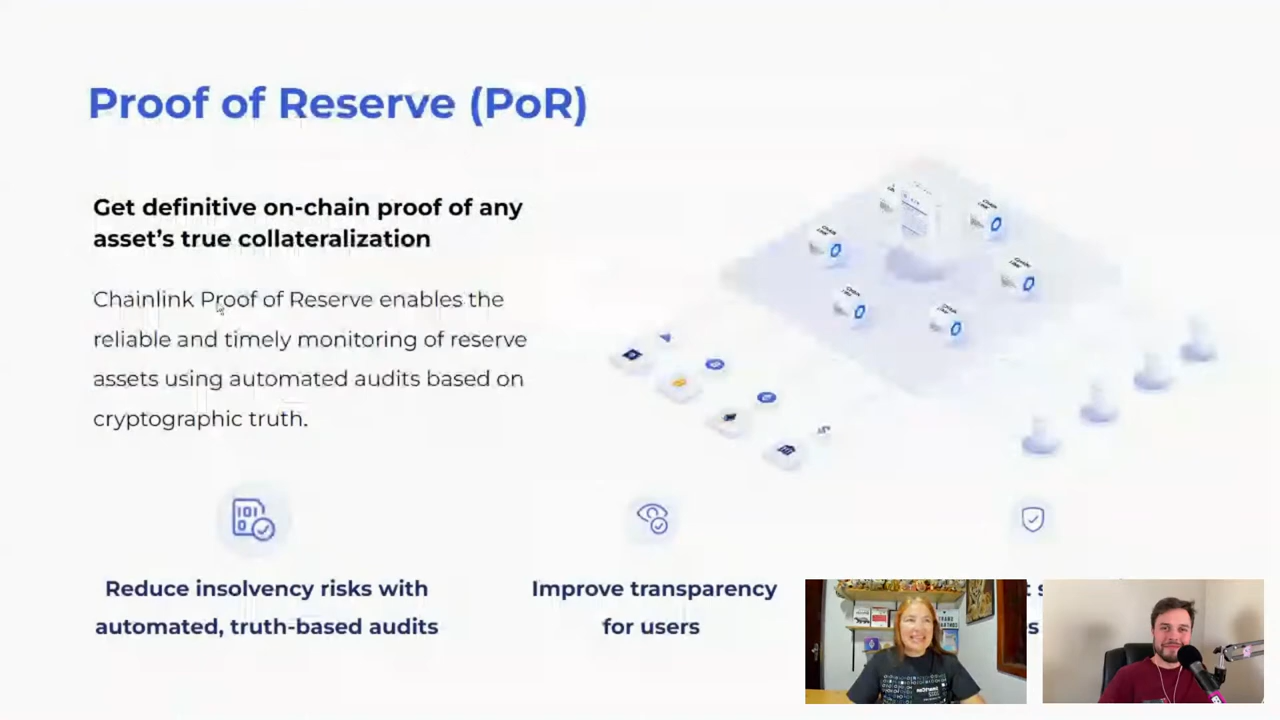 Proof of Reserve (PoR)
Get definitive on-chain proof of any
asset’s true collateralization
Chainlink Proof of Reserve enables the
reliable and timely monitoring of reserve
assets using automated audits based on
cryptographic truth.
Reduce insolvency risks with
automated, truth-based audits
Improve transparency
for users